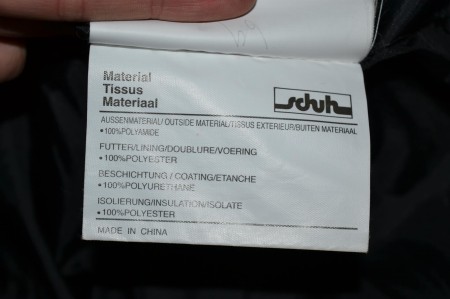 Material
Tissus
Materiaal
schuh
AUSSENMATERIAL/ OUTSIDE MATERIAL/TISSUS EXTERIEUR/BUITEN MATERIAAL
•100%POLYAMIDE
FUTTER/LINING/DOUBLURE/VOERING
•100%POLYESTER
BESCHICHTUNG / COATING/ETANCHE
•100%POLYURETHANE
ISOLIERUNG/INSULATION/ISOLATE
•100%POLYESTER
MADE IN CHINA